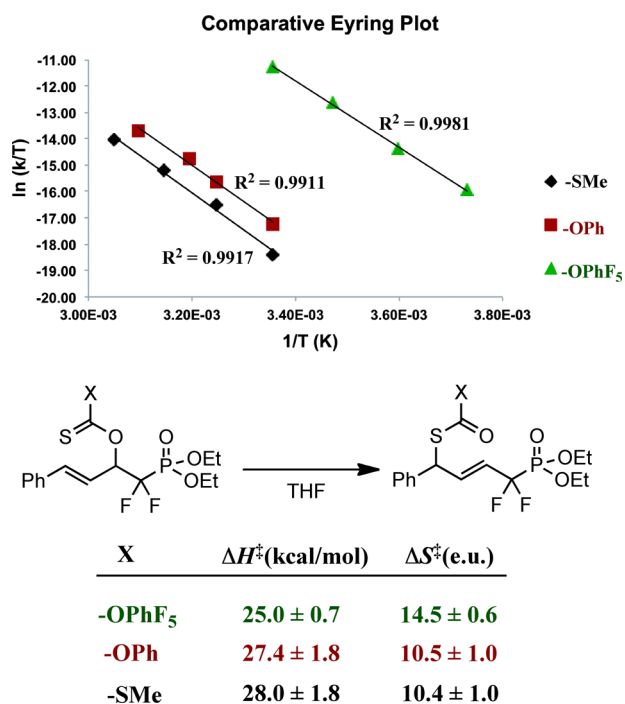 Comparative Eyring Plot
-11.00
-12.00
-13.00
-14.00
-15.00
-16.00
-17.00
-18.00
-19.00
-20.00
ln (k/T)
R² = 0.9981
R² = 0.9911
R² = 0.9917
-SMe
-OPh
-OPhF₅
3.00E-03 3.20E-03 3.40E-03 3.60E-03 3.80E-03
1/T (K)
X
S
O
O
P
OEt
OEt
Ph
F F
THF
X
S
O
O
P
OEt
OEt
Ph
F F
X ΔH‡(kcal/mol) ΔS‡(e.u.)
-OPhF₅ 25.0 ± 0.7 14.5 ± 0.6
-OPh 27.4 ± 1.8 10.5 ± 1.0
-SMe 28.0 ± 1.8 10.4 ± 1.0